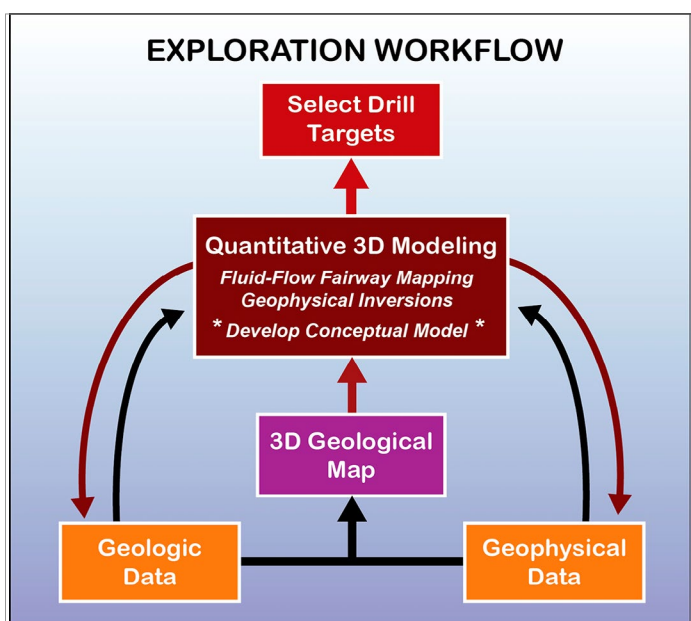 EXPLORATION WORKFLOW
Select Drill
Targets
Quantitative 3D Modeling
Fluid-Flow Fairway Mapping
Geophysical Inversions
* Develop Conceptual Model *
3D Geological
Map
Geologic
Data
Geophysical
Data